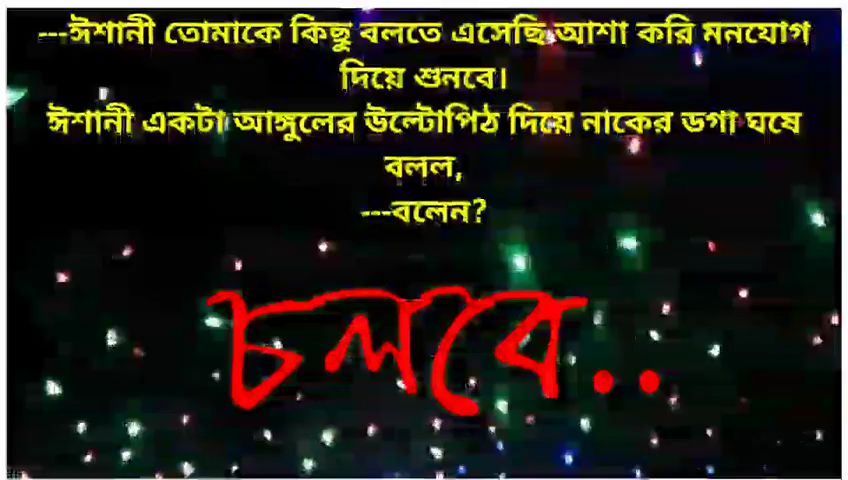 ---ঈশানী তোমাকে কিছু বলতে এসেছি,আশা করি মনযোগ
দিয়ে শুনবে।
ঈশানী একটা আঙ্গুলের উল্টোপিঠ দিয়ে নাকের ডগা ঘষে
বলল,
---বলেন?
চলবে..